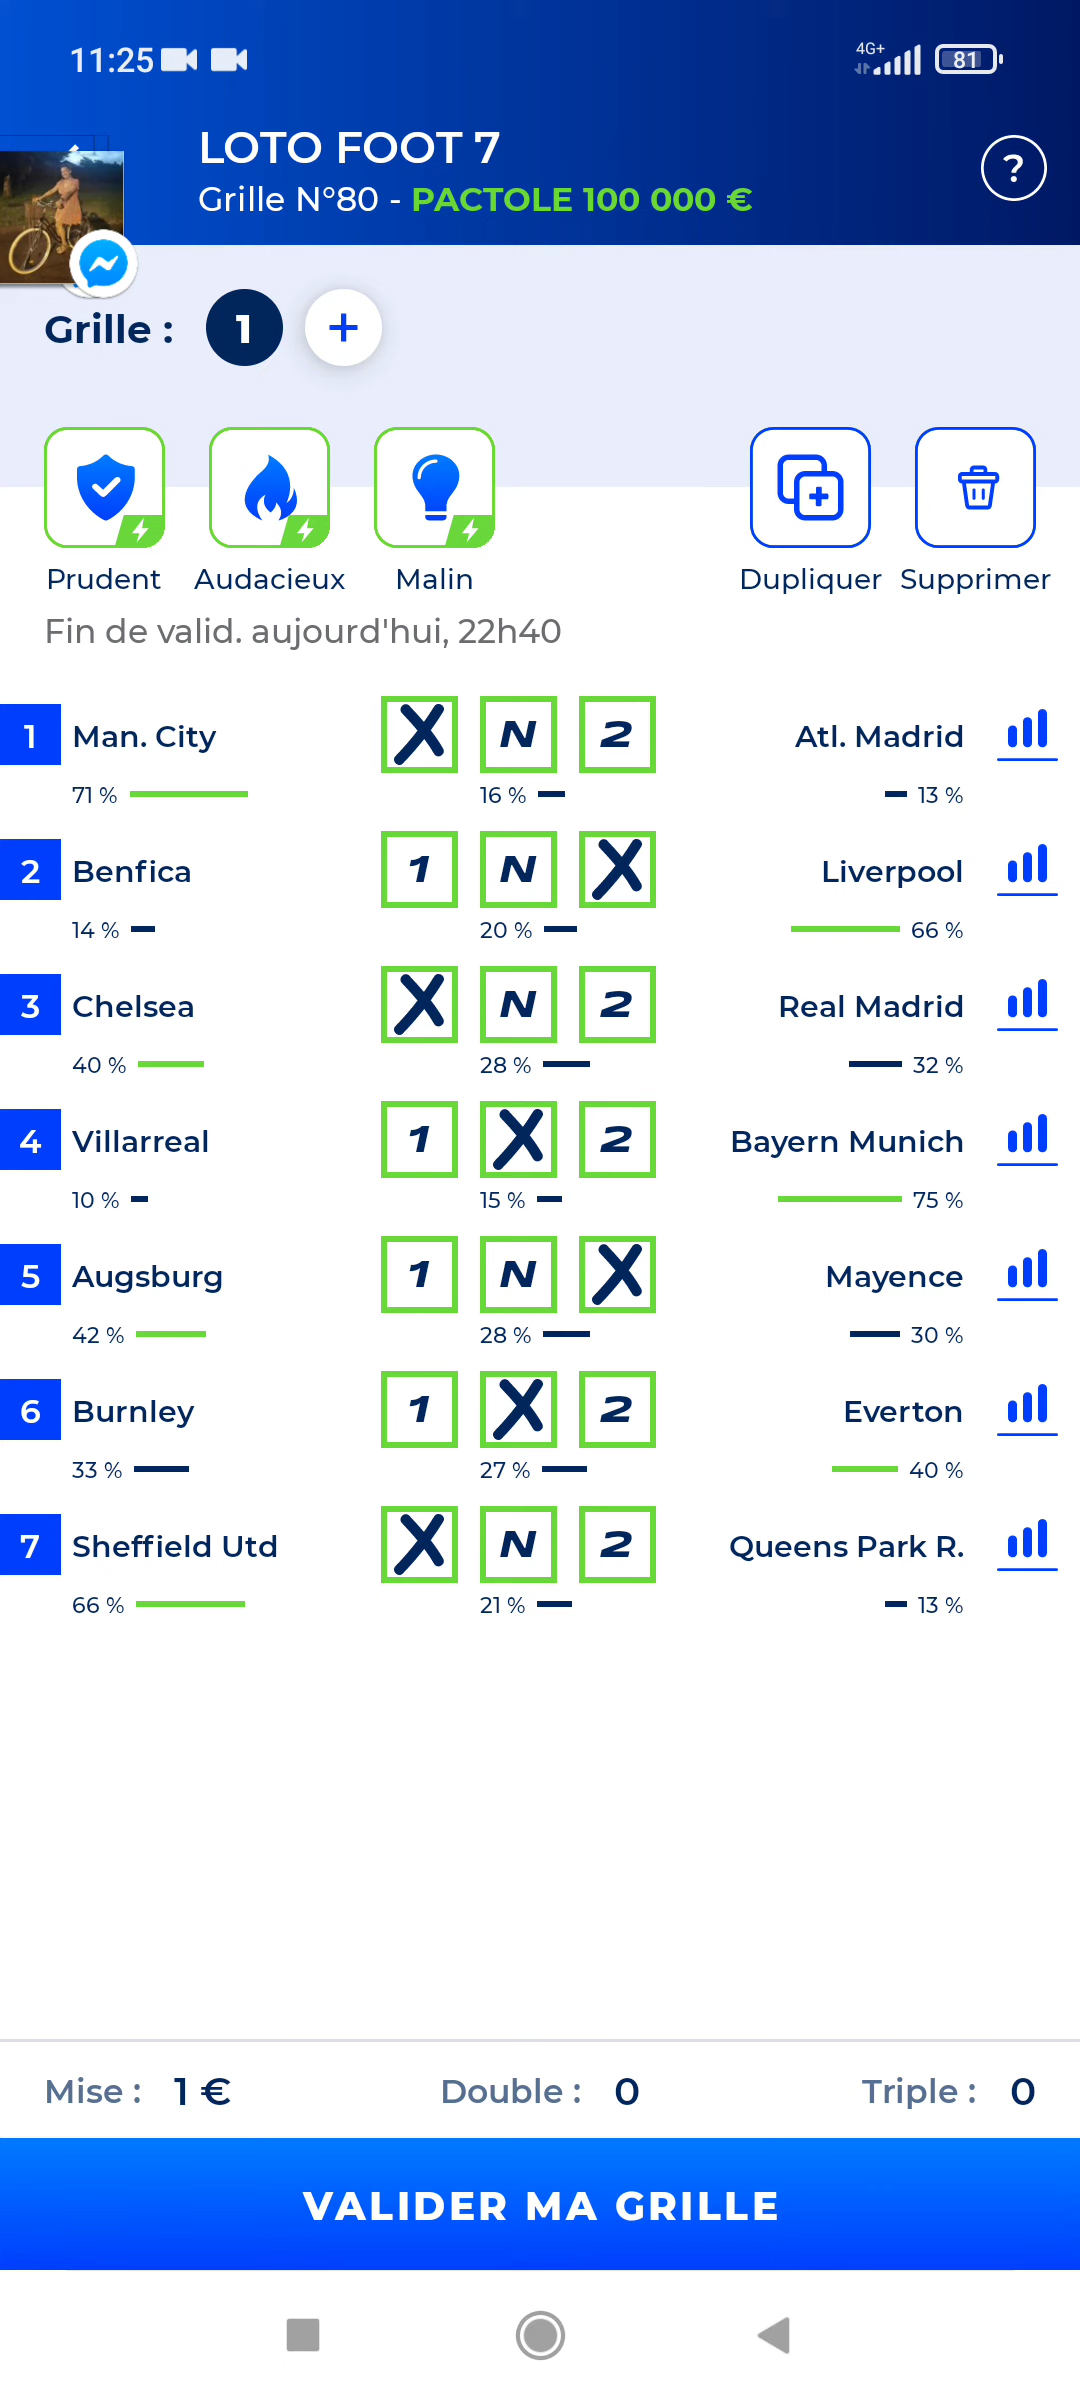 11:25
4G+
81
LOTO FOOT 7
Grille N°80 - PACTOLE 100 000 €
?
Grille : 1 +
Prudent Audacieux Malin Dupliquer Supprimer
Fin de valid. aujourd'hui, 22h40
1 Man. City X N 2 Atl. Madrid
71 % 16 % 13 %
2 Benfica 1 N X Liverpool
14 % 20 % 66 %
3 Chelsea X N 2 Real Madrid
40 % 28 % 32 %
4 Villarreal 1 X 2 Bayern Munich
10 % 15 % 75 %
5 Augsburg 1 N X Mayence
42 % 28 % 30 %
6 Burnley 1 X 2 Everton
33 % 27 % 40 %
7 Sheffield Utd X N 2 Queens Park R.
66 % 21 % 13 %
Mise : 1 € Double : 0 Triple : 0
VALIDER MA GRILLE